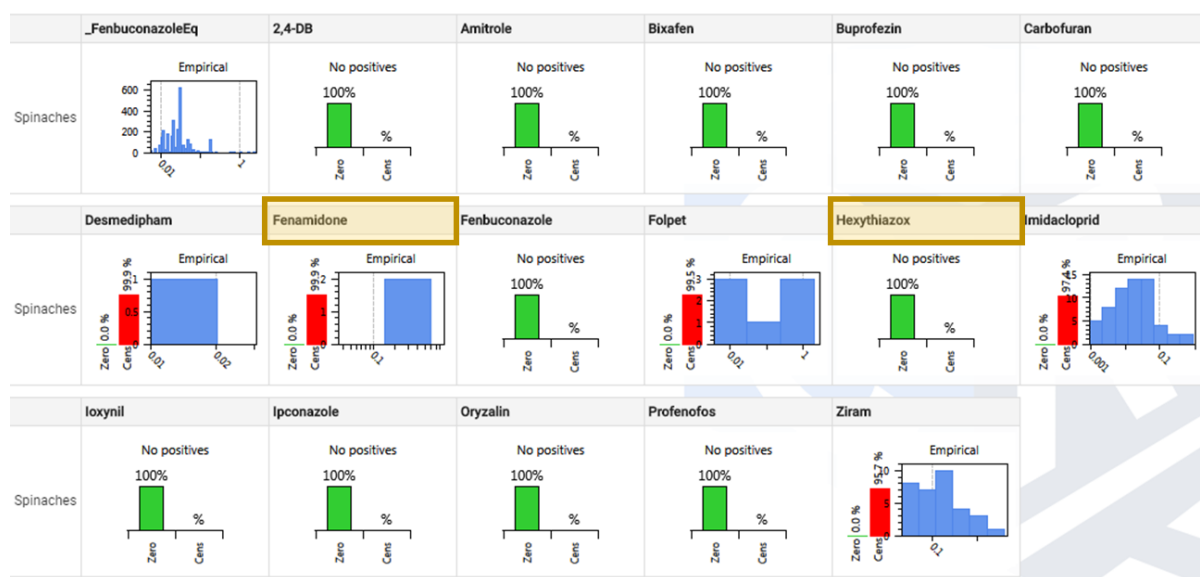 _FenbuconazoleEq 2,4-DB Amitrole Bixafen Buprofezin Carbofuran
Spinaches
Empirical
600
400
200
0
0.01 1
No positives
100%
%
Zero Cens
No positives
100%
%
Zero Cens
No positives
100%
%
Zero Cens
No positives
100%
%
Zero Cens
No positives
100%
%
Zero Cens
Desmedipham Fenamidone Fenbuconazole Folpet Hexythiazox Imidacloprid
Spinaches
Zero 0.0 %
Cens 99.9 %
Empirical
1
0.5
0
0.01 0.02
Zero 0.0 %
Cens 99.9 %
Empirical
2
1
0
0.1
No positives
100%
%
Zero Cens
Zero 0.0 %
Cens 99.5 %
Empirical
3
2
1
0
0.01 1
No positives
100%
%
Zero Cens
Zero 0.0 %
Cens 97.4 %
Empirical
15
10
5
0
0.001 0.1
Ioxynil Ipconazole Oryzalin Profenofos Ziram
Spinaches
No positives
100%
%
Zero Cens
No positives
100%
%
Zero Cens
No positives
100%
%
Zero Cens
No positives
100%
%
Zero Cens
Zero 0.0 %
Cens 95.7 %
Empirical
10
5
0
0.1